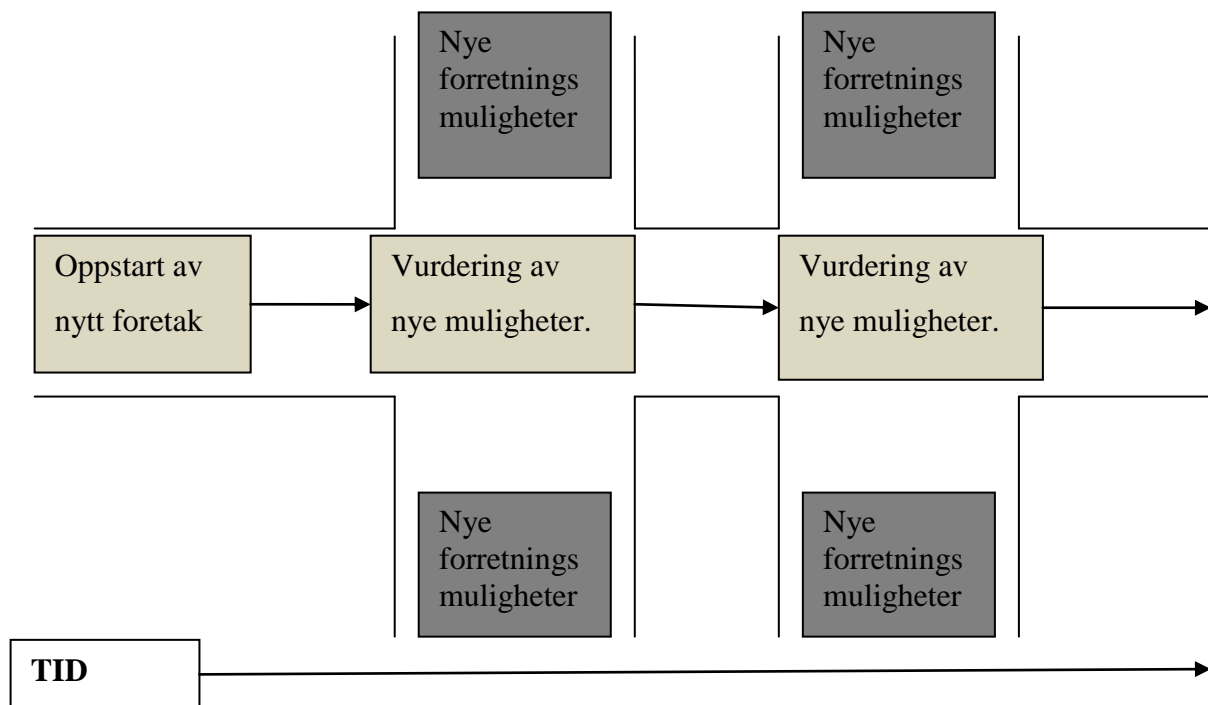 Nye
forretnings
muligheter
Nye
forretnings
muligheter
Oppstart av
nytt foretak
Vurdering av
nye muligheter.
Vurdering av
nye muligheter.
Nye
forretnings
muligheter
Nye
forretnings
muligheter
TID